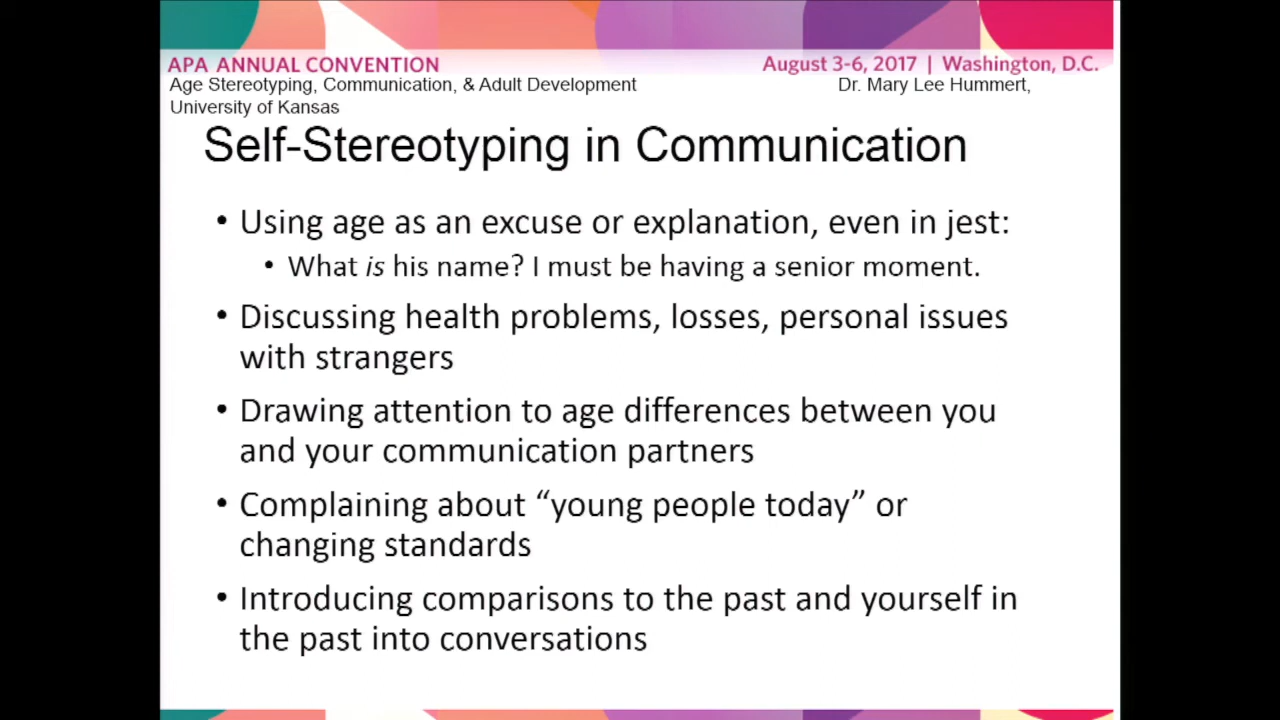 APA ANNUAL CONVENTION August 3-6, 2017 | Washington, D.C.
Age Stereotyping, Communication, & Adult Development Dr. Mary Lee Hummert,
University of Kansas
Self-Stereotyping in Communication
• Using age as an excuse or explanation, even in jest:
• What is his name? I must be having a senior moment.
• Discussing health problems, losses, personal issues
with strangers
• Drawing attention to age differences between you
and your communication partners
• Complaining about “young people today” or
changing standards
• Introducing comparisons to the past and yourself in
the past into conversations